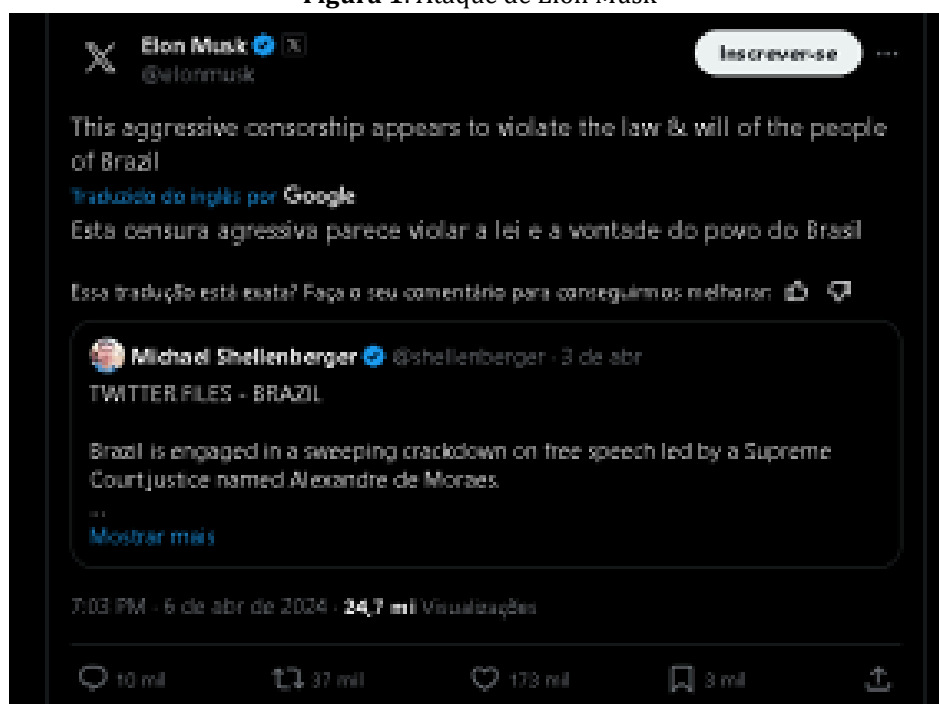 Figura 1. Ataque de Elon Musk
Elon Musk
@elonmusk
Inscrever-se
This aggressive censorship appears to violate the law & will of the people
of Brazil
Traduzido do inglês por Google
Esta censura agressiva parece violar a lei e a vontade do povo do Brasil
Essa tradução está exata? Faça o seu comentário para conseguirmos melhorar:
Michael Shellenberger @shellenberger · 3 de abr
TWITTER FILES - BRAZIL
Brazil is engaged in a sweeping crackdown on free speech led by a Supreme
Court justice named Alexandre de Moraes.
...
Mostrar mais
7:03 PM · 6 de abr de 2024 · 24,7 mi Visualizações
10 mil 37 mil 173 mil 3 mil